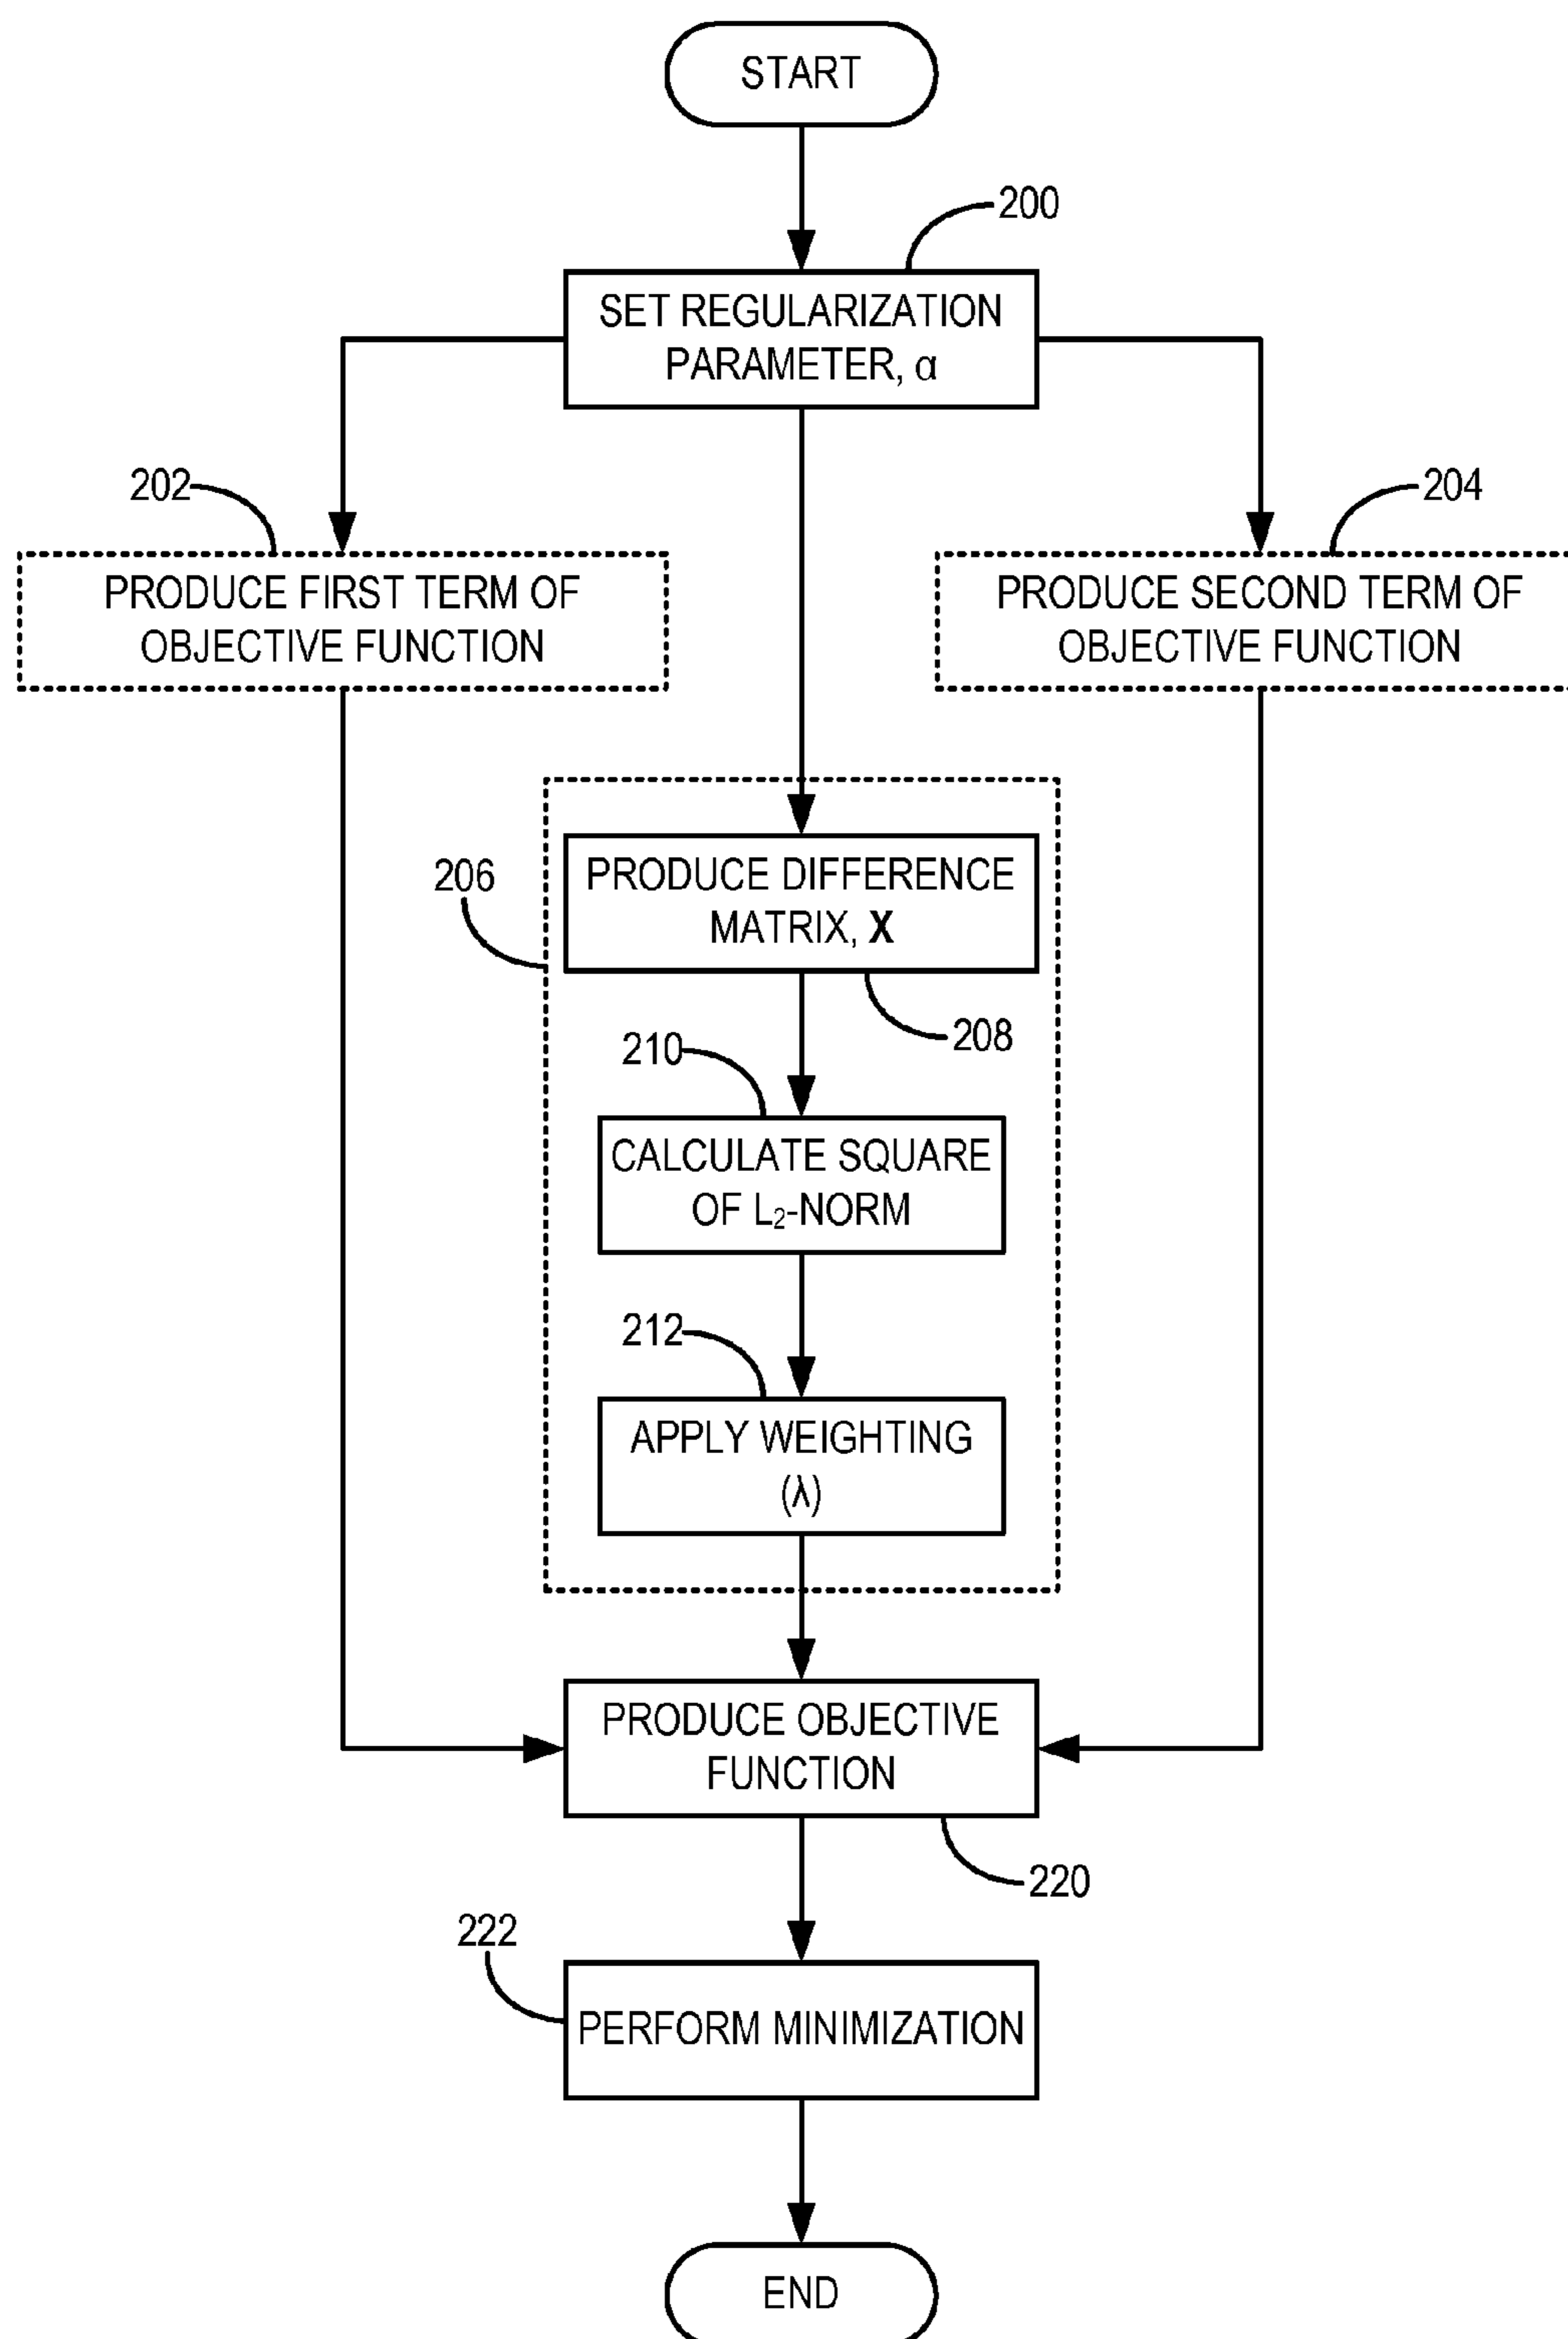 START
200
SET REGULARIZATION
PARAMETER, α
202
204
PRODUCE FIRST TERM OF
OBJECTIVE FUNCTION
PRODUCE SECOND TERM OF
OBJECTIVE FUNCTION
206
PRODUCE DIFFERENCE
MATRIX, X
208
210
CALCULATE SQUARE
OF L₂-NORM
212
APPLY WEIGHTING
(λ)
PRODUCE OBJECTIVE
FUNCTION
220
222
PERFORM MINIMIZATION
END